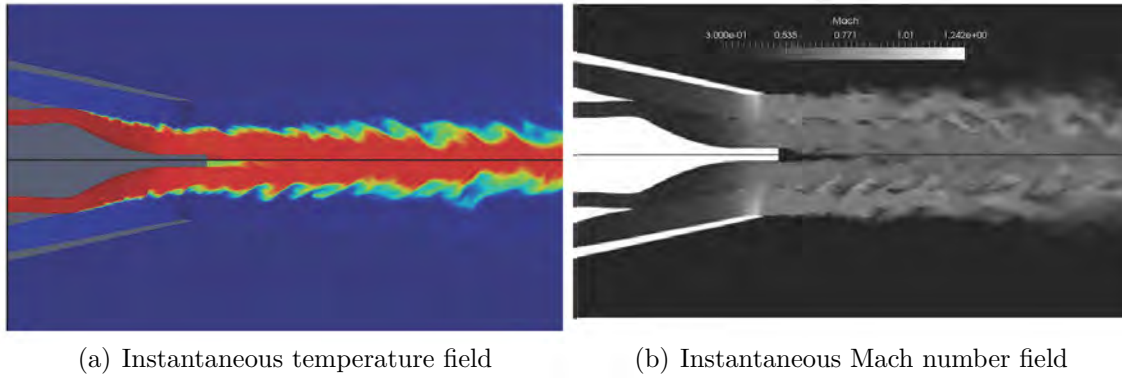 Mach
3.000e-01 0.535 0.771 1.01 1.242e+00
(a) Instantaneous temperature field
(b) Instantaneous Mach number field